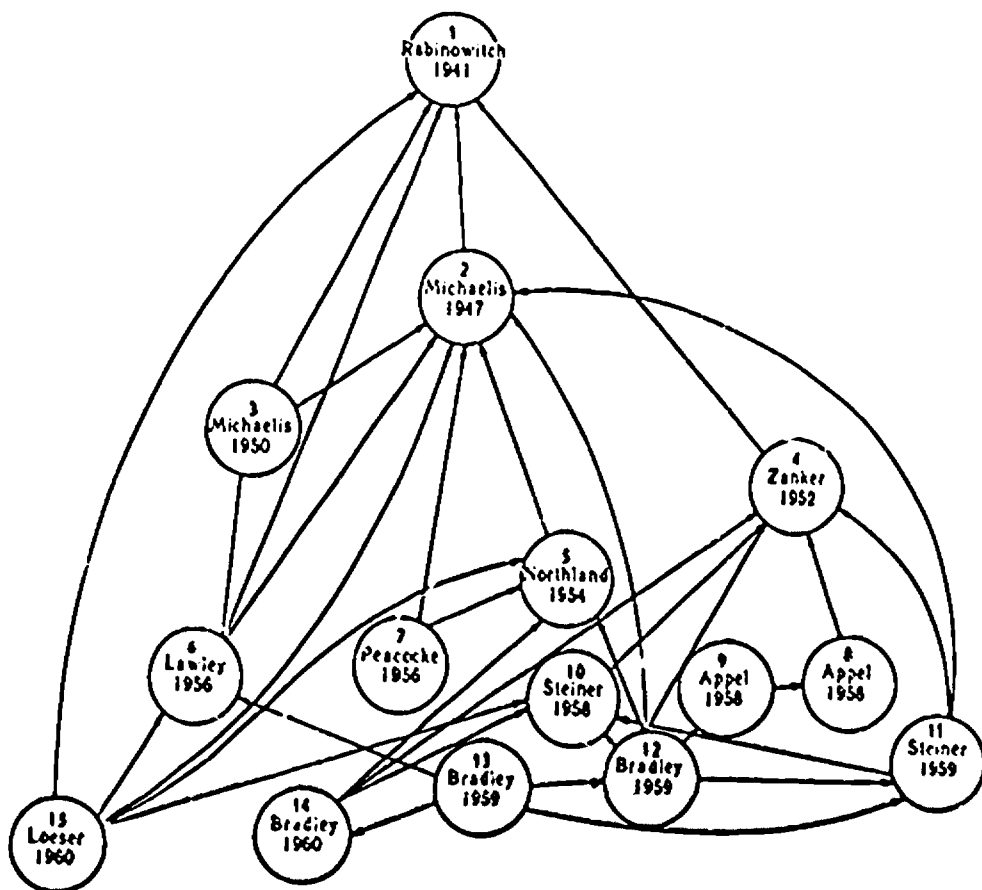 1
Rabinowitch
1941
2
Michaelis
1947
3
Michaelis
1950
4
Zanker
1952
5
Northland
1954
6
Lawley
1956
7
Peacocke
1956
10
Steiner
1958
9
Appel
1958
8
Appel
1958
11
Steiner
1959
12
Bradley
1959
13
Bradley
1959
14
Bradley
1960
15
Loeser
1960